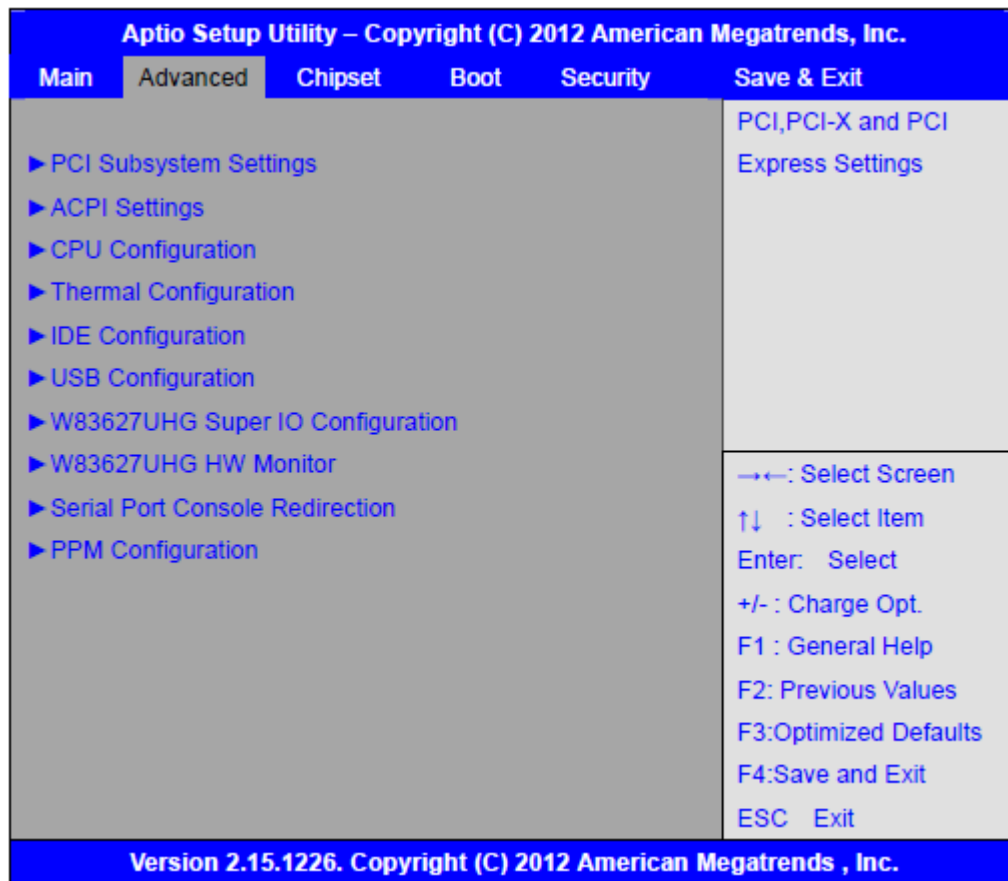 Aptio Setup Utility – Copyright (C) 2012 American Megatrends, Inc.
Main Advanced Chipset Boot Security Save & Exit
►PCI Subsystem Settings
►ACPI Settings
►CPU Configuration
►Thermal Configuration
►IDE Configuration
►USB Configuration
►W83627UHG Super IO Configuration
►W83627UHG HW Monitor
►Serial Port Console Redirection
►PPM Configuration
PCI,PCI-X and PCI
Express Settings
→←: Select Screen
↑↓ : Select Item
Enter: Select
+/- : Charge Opt.
F1 : General Help
F2: Previous Values
F3:Optimized Defaults
F4:Save and Exit
ESC Exit
Version 2.15.1226. Copyright (C) 2012 American Megatrends , Inc.